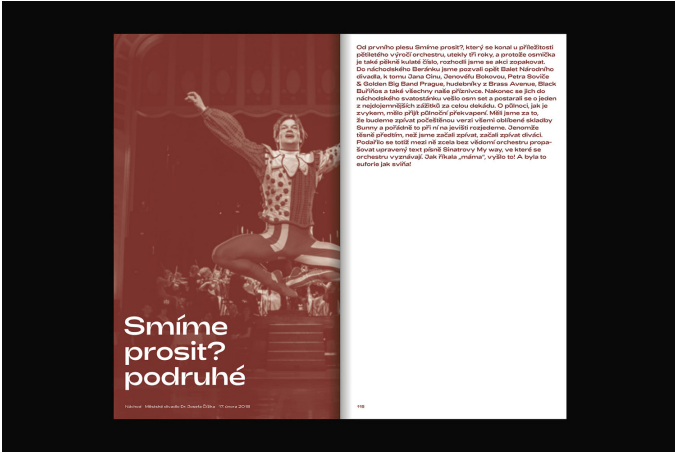 Smíme
prosit?
podruhé
Náchod Městské divadlo Dr. Josefa Čížka 17 února 2018
Od prvního plesu Smíme prosit?, který se konal u příležitosti
pětiletého výročí orchestru, utekly tři roky, a protože osmička
je také pěkně kulaté číslo, rozhodli jsme se akci zopakovat.
Do náchodského Beránku jsme pozvali opět Balet Národního
divadla, k tomu Jana Cinu, Jenovéfu Bokovou, Petra Soviče
& Golden Big Band Prague, hudebníky z Brass Avenue, Black
Buřiños a také všechny naše příznivce. Nakonec se jich do
náchodského svatostánku vešlo osm set a postarali se o jeden
z nejdojemnějších zážitků za celou dekádu. O půlnoci, jak je
zvykem, mělo přijít půlnoční překvapení. Měli jsme za to,
že budeme zpívat počeštěnou verzi všemi oblíbené skladby
Sunny a pořádně to při ní na jevišti rozjedeme. Jenomže
těsně předtím, než jsme začali zpívat, začali zpívat diváci.
Podařilo se totiž mezi ně zcela bez vědomí orchestru propa-
šovat upravený text písně Sinatrovy My way, ve které se
orchestru vyznávají. Jak říkala „máma“, vyšlo to! A byla to
euforie jak sviňa!